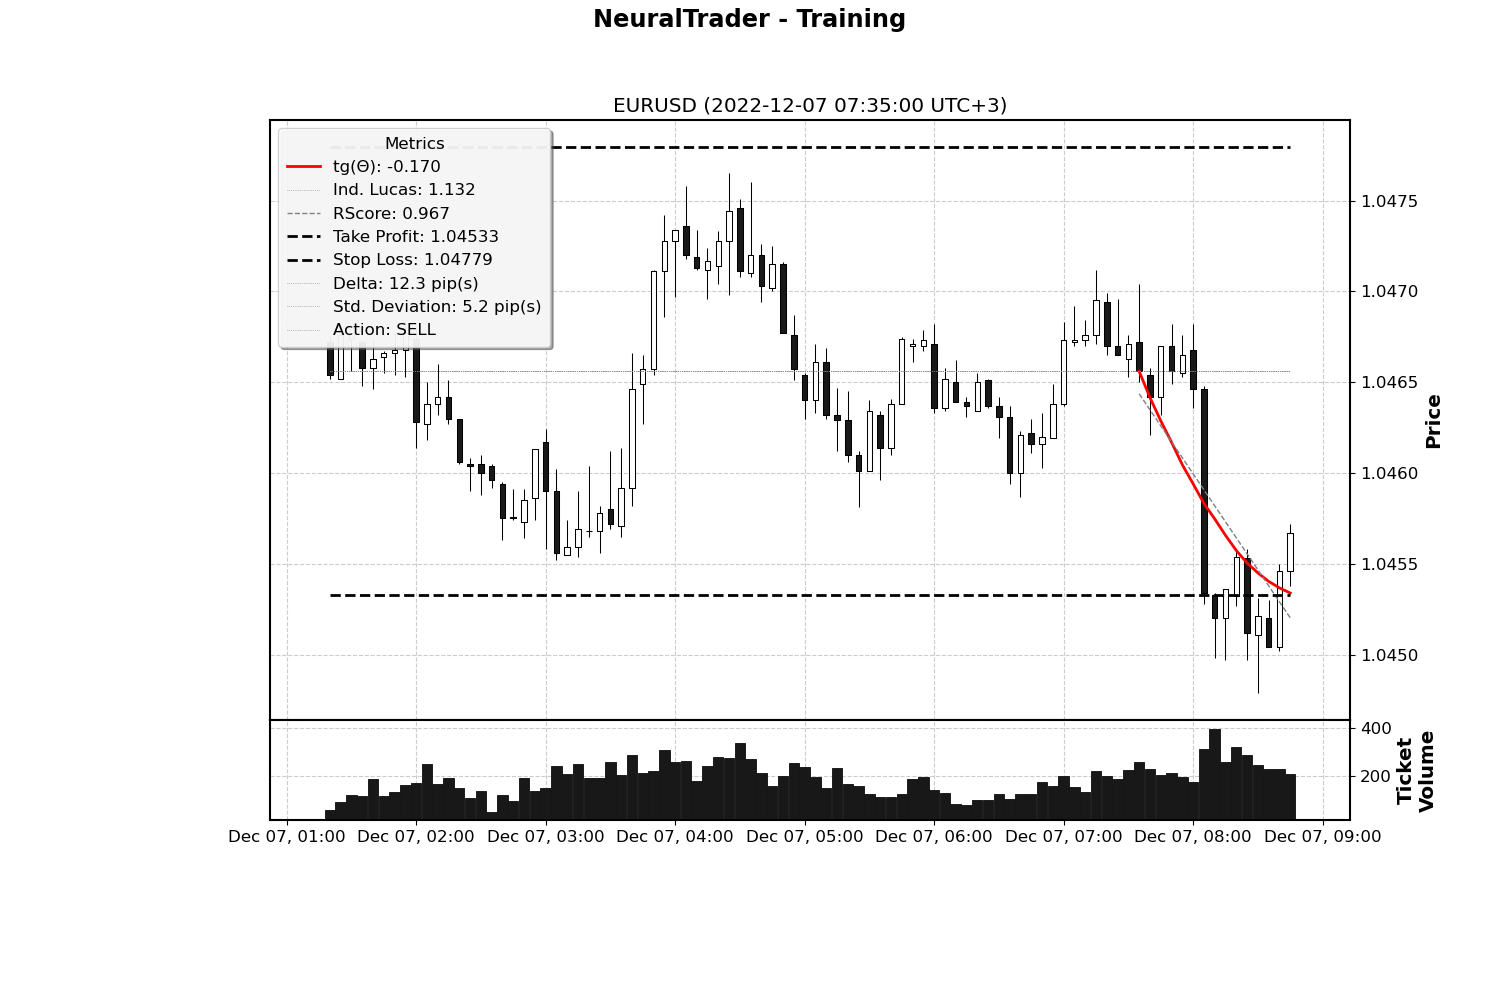 NeuralTrader - Training
EURUSD (2022-12-07 07:35:00 UTC+3)
Metrics
tg(Θ): -0.170
Ind. Lucas: 1.132
RScore: 0.967
Take Profit: 1.04533
Stop Loss: 1.04779
Delta: 12.3 pip(s)
Std. Deviation: 5.2 pip(s)
Action: SELL
1.0475
1.0470
1.0465
1.0460
1.0455
1.0450
Price
400
200
Ticket
Volume
Dec 07, 01:00 Dec 07, 02:00 Dec 07, 03:00 Dec 07, 04:00 Dec 07, 05:00 Dec 07, 06:00 Dec 07, 07:00 Dec 07, 08:00 Dec 07, 09:00